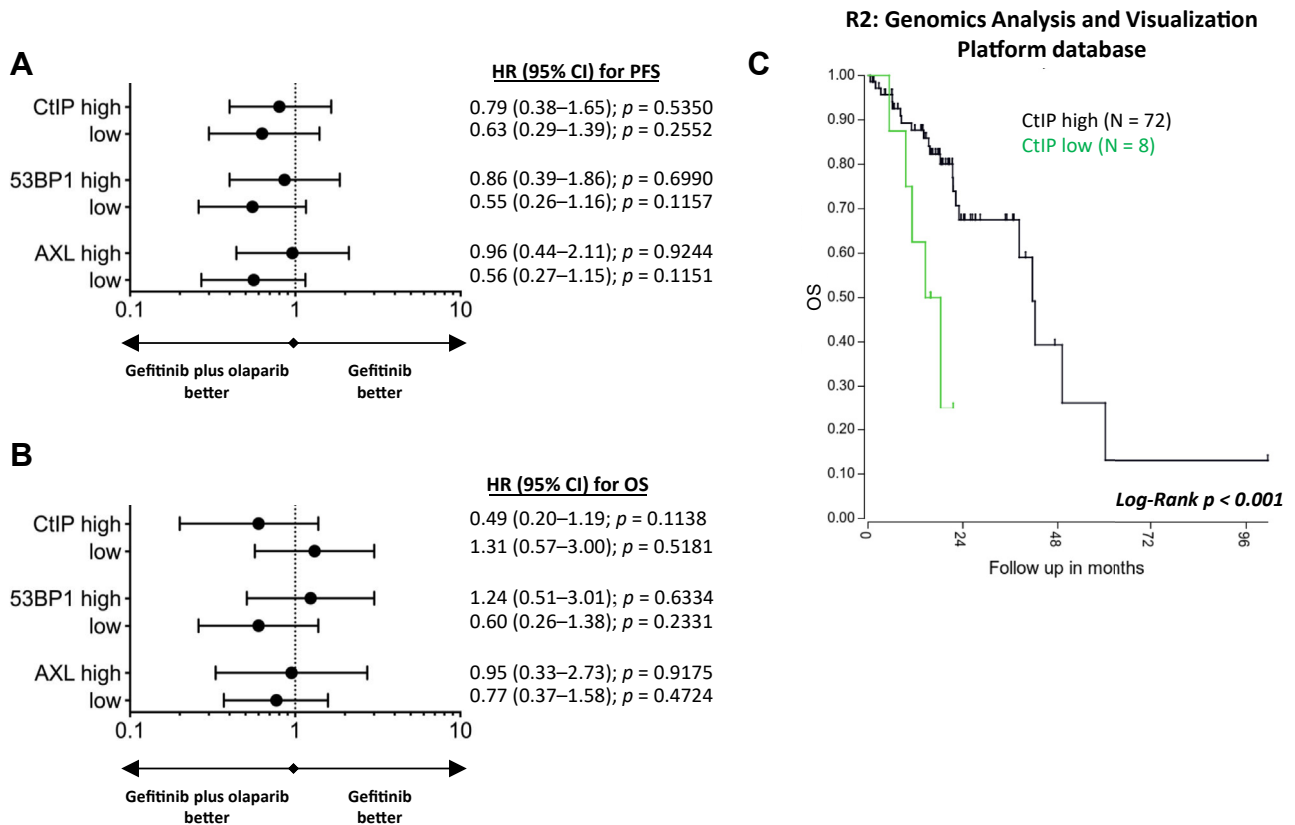 A
HR (95% CI) for PFS
CtIP high
0.79 (0.38–1.65); p = 0.5350
low
0.63 (0.29–1.39); p = 0.2552
53BP1 high
0.86 (0.39–1.86); p = 0.6990
low
0.55 (0.26–1.16); p = 0.1157
AXL high
0.96 (0.44–2.11); p = 0.9244
low
0.56 (0.27–1.15); p = 0.1151
0.1 1 10
Gefitinib plus olaparib
better
Gefitinib
better
B
HR (95% CI) for OS
CtIP high
0.49 (0.20–1.19; p = 0.1138
low
1.31 (0.57–3.00); p = 0.5181
53BP1 high
1.24 (0.51–3.01); p = 0.6334
low
0.60 (0.26–1.38); p = 0.2331
AXL high
0.95 (0.33–2.73); p = 0.9175
low
0.77 (0.37–1.58); p = 0.4724
0.1 1 10
Gefitinib plus olaparib
better
Gefitinib
better
R2: Genomics Analysis and Visualization
Platform database
C
1.00
0.90
0.80
0.70
0.60
0.50
0.40
0.30
0.20
0.10
0.00
OS
CtIP high (N = 72)
CtIP low (N = 8)
Log-Rank p < 0.001
0 24 48 72 96
Follow up in months